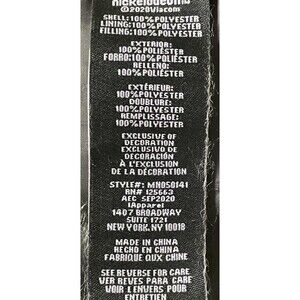 nickelodeon
©2020Viacom
SHELL:100%POLYESTER
LINING:100%POLYESTER
FILLING:100%POLYESTER
EXTERIOR:
100%POLIÉSTER
FORRO:100%POLIÉSTER
RELLENO:
100%POLIÉSTER
EXTÉRIEUR:
100%POLYESTER
DOUBLURE:
100%POLYESTER
REMPLISSAGE:
100%POLYESTER
EXCLUSIVE OF
DECORATION
EXCLUSIVO DE
DECORACIÓN
À L'EXCLUSION
DE LA DÉCORATION
STYLE#: MN050141
RN# 125663
AEC SEP2020
iApparel
1407 BROADWAY
SUITE 1721
NEW YORK.NY 10018
MADE IN CHINA
HECHO EN CHINA
FABRIQUE QUX CHINE
SEE REVERSE FOR CARE
VER REVES PARA CARE
VOIR L'ENVERS POUR
ENTRETIEN